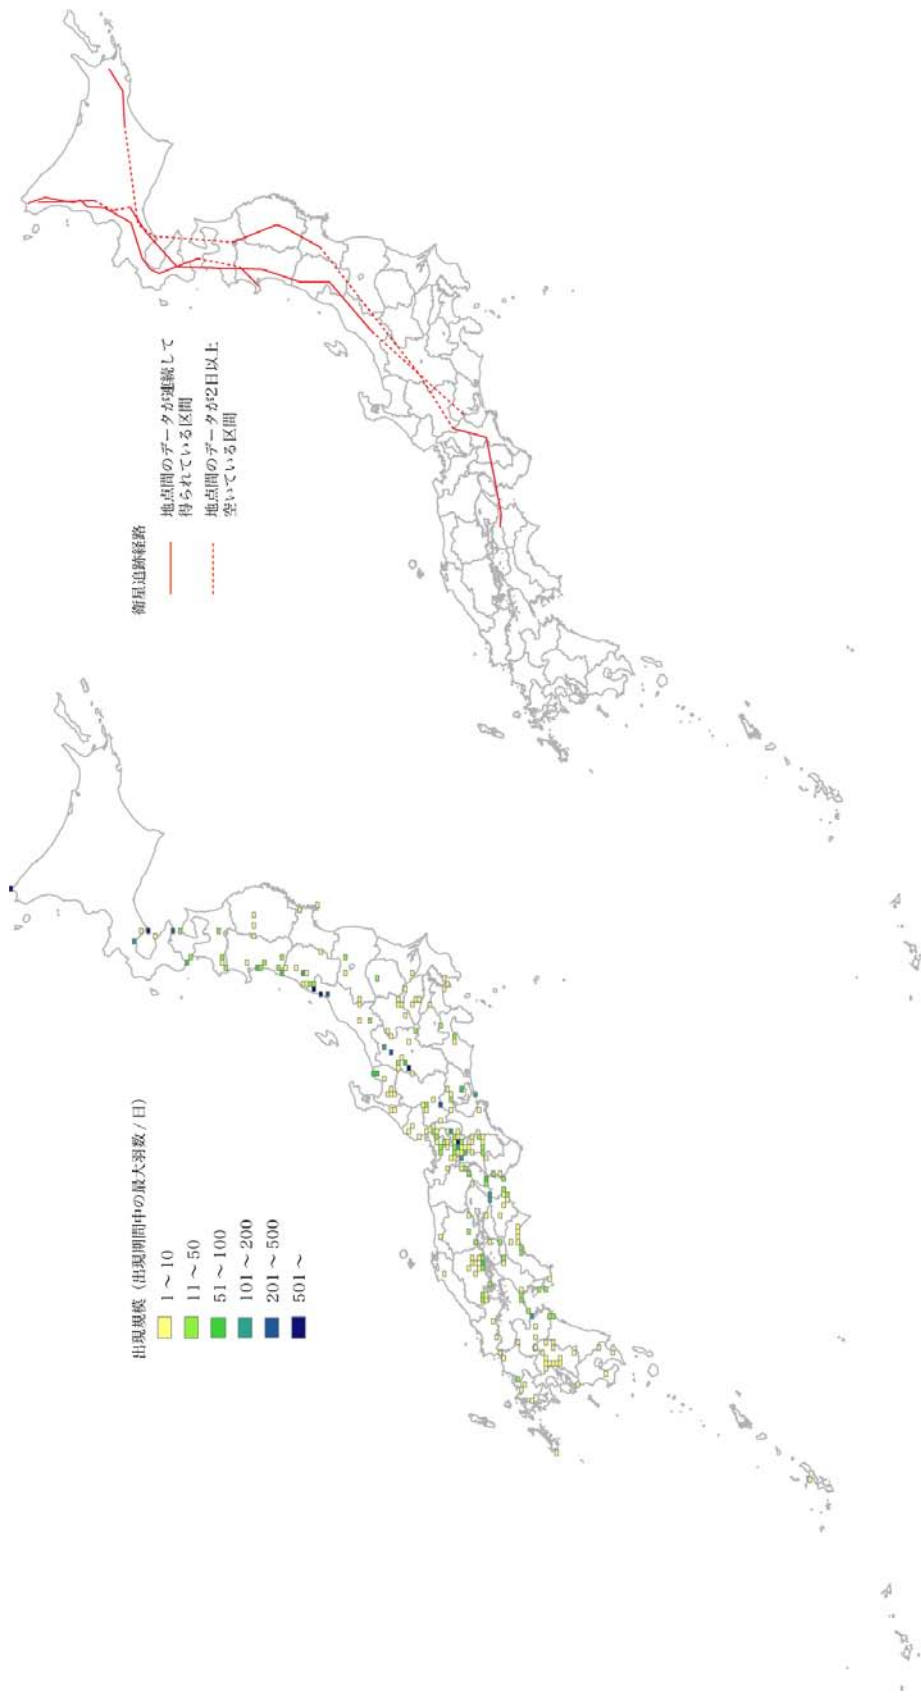 出現規模（出現期間中の最大羽数 / 日）
1～10
11～50
51～100
101～200
201～500
501～
衛星追跡経路
地点間のデータが連続して
得られている区間
地点間のデータが2日以上
空いている区間